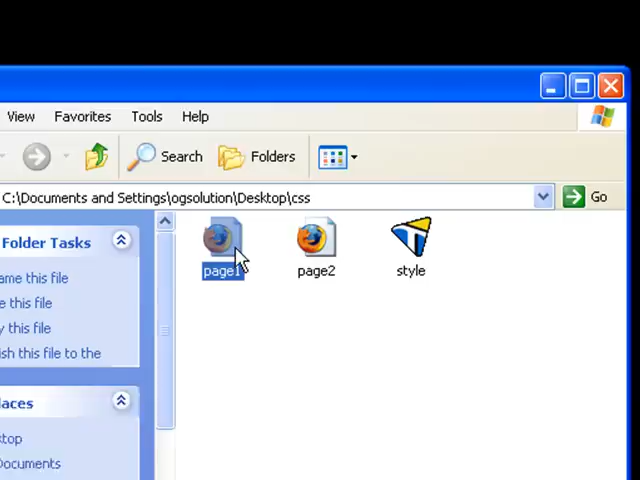 View Favorites Tools Help
Search Folders
C:\Documents and Settings\ogsolution\Desktop\css Go
Folder Tasks
ame this file
e this file
y this file
ish this file to the
laces
ktop
Documents
page1 page2 style